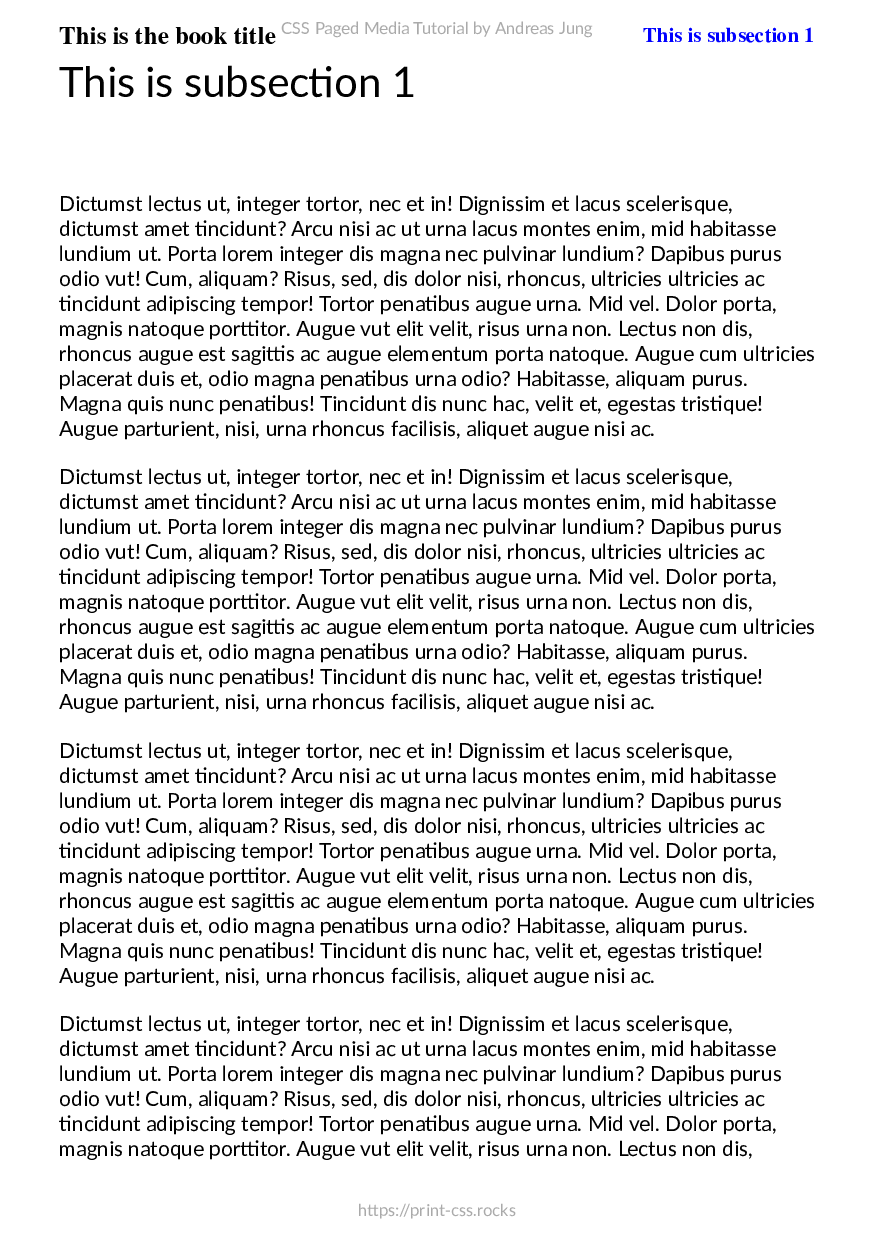 This is the book title CSS Paged Media Tutorial by Andreas Jung This is subsection 1
This is subsection 1
Dictumst lectus ut, integer tortor, nec et in! Dignissim et lacus scelerisque,
dictumst amet tincidunt? Arcu nisi ac ut urna lacus montes enim, mid habitasse
lundium ut. Porta lorem integer dis magna nec pulvinar lundium? Dapibus purus
odio vut! Cum, aliquam? Risus, sed, dis dolor nisi, rhoncus, ultricies ultricies ac
tincidunt adipiscing tempor! Tortor penatibus augue urna. Mid vel. Dolor porta,
magnis natoque porttitor. Augue vut elit velit, risus urna non. Lectus non dis,
rhoncus augue est sagittis ac augue elementum porta natoque. Augue cum ultricies
placerat duis et, odio magna penatibus urna odio? Habitasse, aliquam purus.
Magna quis nunc penatibus! Tincidunt dis nunc hac, velit et, egestas tristique!
Augue parturient, nisi, urna rhoncus facilisis, aliquet augue nisi ac.
Dictumst lectus ut, integer tortor, nec et in! Dignissim et lacus scelerisque,
dictumst amet tincidunt? Arcu nisi ac ut urna lacus montes enim, mid habitasse
lundium ut. Porta lorem integer dis magna nec pulvinar lundium? Dapibus purus
odio vut! Cum, aliquam? Risus, sed, dis dolor nisi, rhoncus, ultricies ultricies ac
tincidunt adipiscing tempor! Tortor penatibus augue urna. Mid vel. Dolor porta,
magnis natoque porttitor. Augue vut elit velit, risus urna non. Lectus non dis,
rhoncus augue est sagittis ac augue elementum porta natoque. Augue cum ultricies
placerat duis et, odio magna penatibus urna odio? Habitasse, aliquam purus.
Magna quis nunc penatibus! Tincidunt dis nunc hac, velit et, egestas tristique!
Augue parturient, nisi, urna rhoncus facilisis, aliquet augue nisi ac.
Dictumst lectus ut, integer tortor, nec et in! Dignissim et lacus scelerisque,
dictumst amet tincidunt? Arcu nisi ac ut urna lacus montes enim, mid habitasse
lundium ut. Porta lorem integer dis magna nec pulvinar lundium? Dapibus purus
odio vut! Cum, aliquam? Risus, sed, dis dolor nisi, rhoncus, ultricies ultricies ac
tincidunt adipiscing tempor! Tortor penatibus augue urna. Mid vel. Dolor porta,
magnis natoque porttitor. Augue vut elit velit, risus urna non. Lectus non dis,
rhoncus augue est sagittis ac augue elementum porta natoque. Augue cum ultricies
placerat duis et, odio magna penatibus urna odio? Habitasse, aliquam purus.
Magna quis nunc penatibus! Tincidunt dis nunc hac, velit et, egestas tristique!
Augue parturient, nisi, urna rhoncus facilisis, aliquet augue nisi ac.
Dictumst lectus ut, integer tortor, nec et in! Dignissim et lacus scelerisque,
dictumst amet tincidunt? Arcu nisi ac ut urna lacus montes enim, mid habitasse
lundium ut. Porta lorem integer dis magna nec pulvinar lundium? Dapibus purus
odio vut! Cum, aliquam? Risus, sed, dis dolor nisi, rhoncus, ultricies ultricies ac
tincidunt adipiscing tempor! Tortor penatibus augue urna. Mid vel. Dolor porta,
magnis natoque porttitor. Augue vut elit velit, risus urna non. Lectus non dis,
https://print-css.rocks